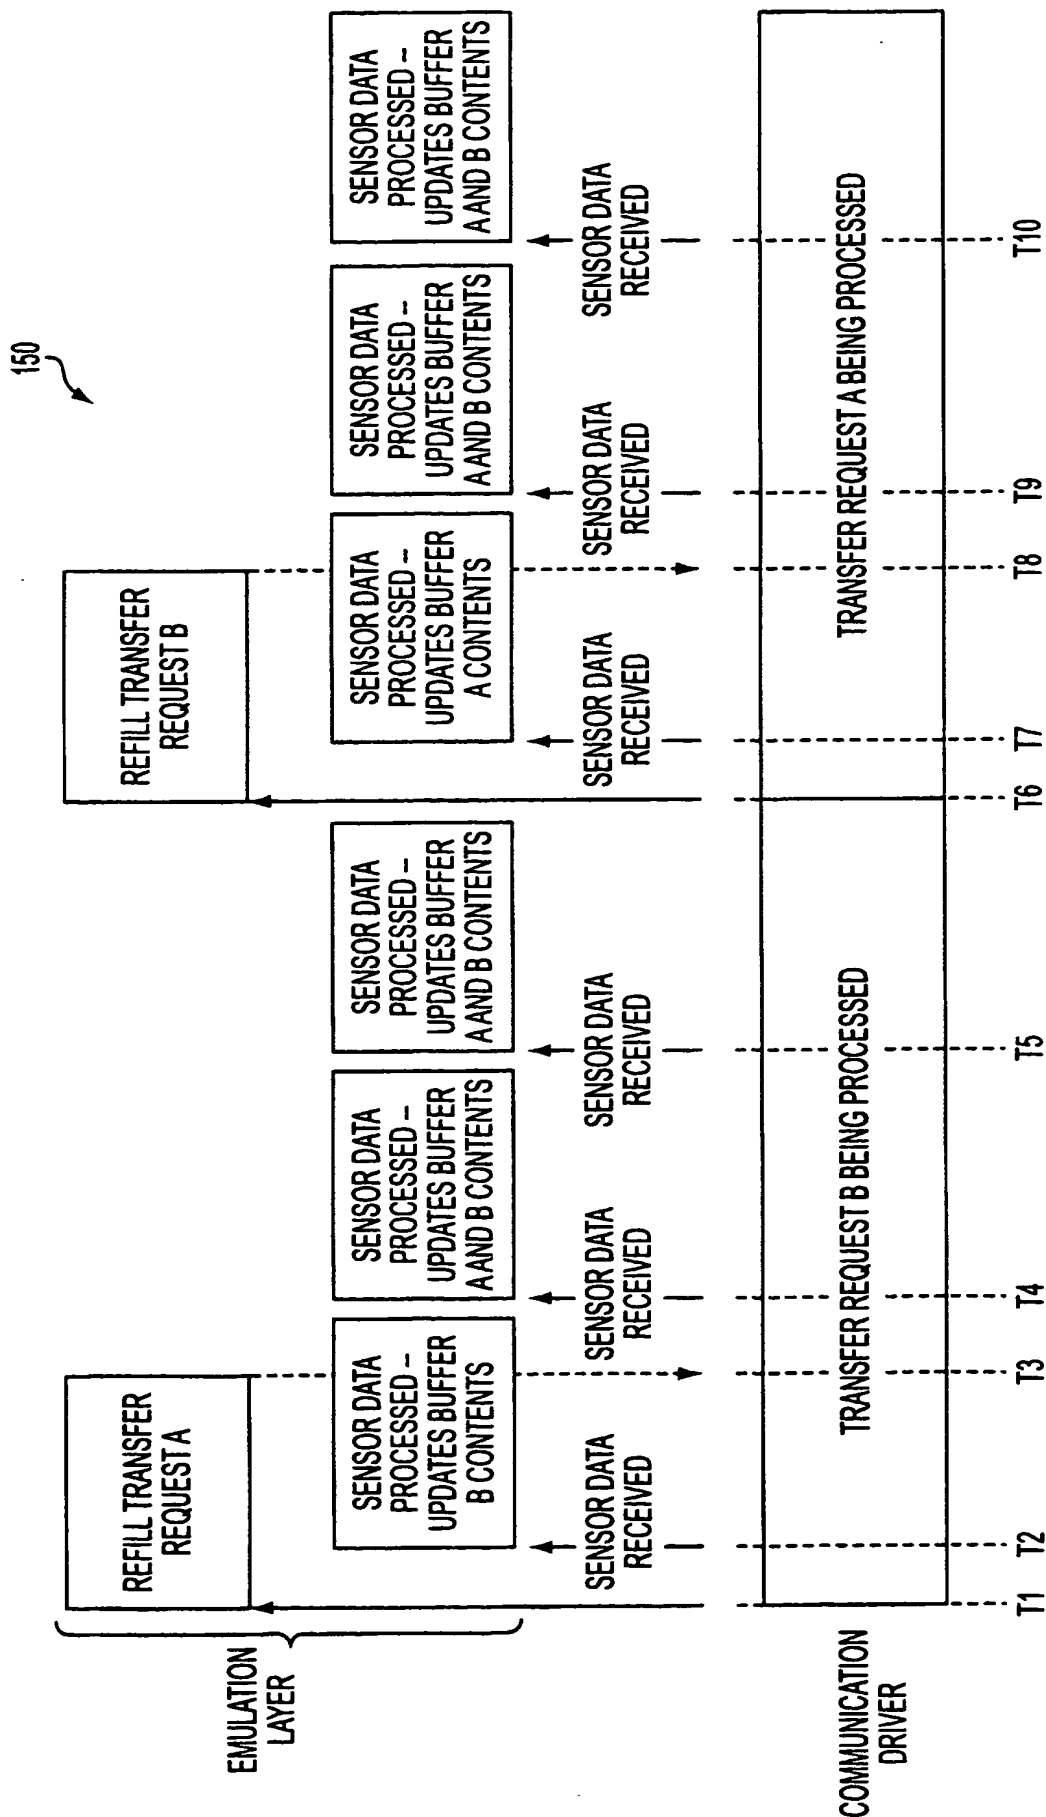 150
EMULATION
LAYER
REFILL TRANSFER
REQUEST A
REFILL TRANSFER
REQUEST B
SENSOR DATA
PROCESSED –
UPDATES BUFFER
B CONTENTS
SENSOR DATA
PROCESSED –
UPDATES BUFFER
A AND B CONTENTS
SENSOR DATA
PROCESSED –
UPDATES BUFFER
A AND B CONTENTS
SENSOR DATA
PROCESSED –
UPDATES BUFFER
A CONTENTS
SENSOR DATA
PROCESSED –
UPDATES BUFFER
A AND B CONTENTS
SENSOR DATA
PROCESSED –
UPDATES BUFFER
A AND B CONTENTS
SENSOR DATA
RECEIVED
SENSOR DATA
RECEIVED
SENSOR DATA
RECEIVED
SENSOR DATA
RECEIVED
SENSOR DATA
RECEIVED
SENSOR DATA
RECEIVED
COMMUNICATION
DRIVER
TRANSFER REQUEST B BEING PROCESSED
TRANSFER REQUEST A BEING PROCESSED
T1
T2
T3
T4
T5
T6
T7
T8
T9
T10